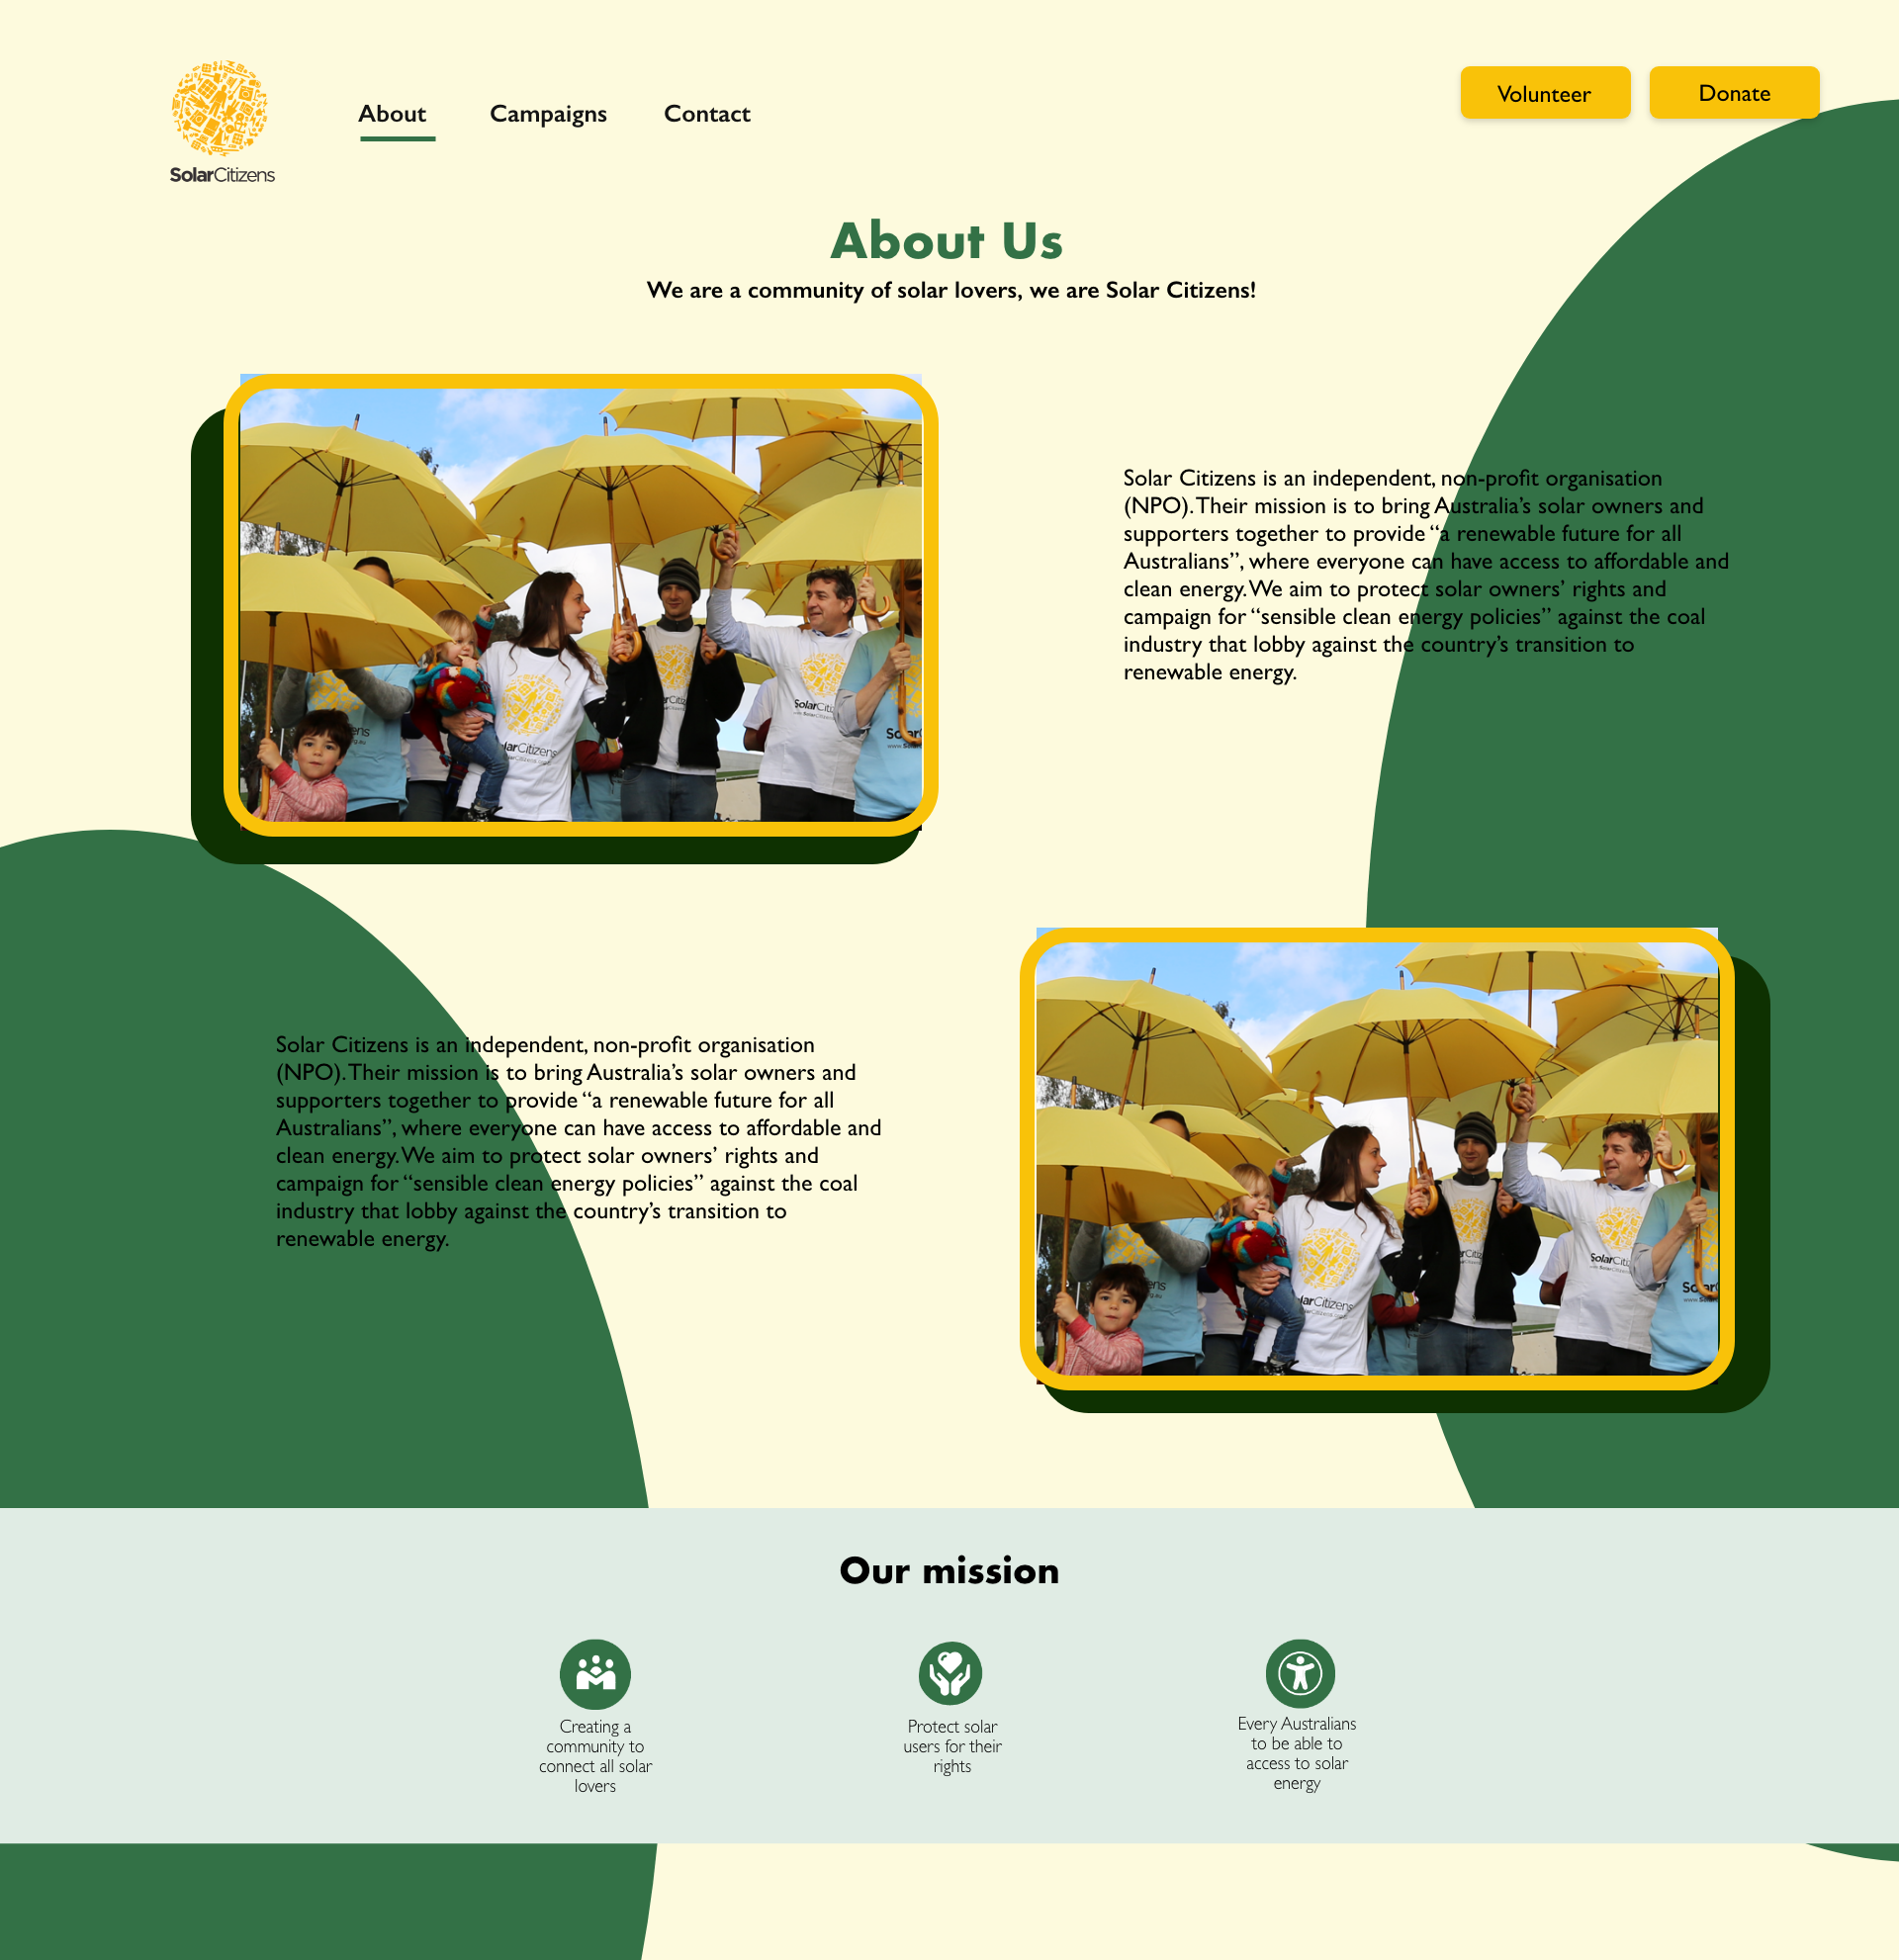 About
Campaigns
Contact
Volunteer
Donate
SolarCitizens
About Us
We are a community of solar lovers, we are Solar Citizens!
Solar Citizens is an independent, non-profit organisation
(NPO). Their mission is to bring Australia’s solar owners and
supporters together to provide “a renewable future for all
Australians”, where everyone can have access to affordable and
clean energy. We aim to protect solar owners’ rights and
campaign for “sensible clean energy policies” against the coal
industry that lobby against the country’s transition to
renewable energy.
Solar Citizens is an independent, non-profit organisation
(NPO). Their mission is to bring Australia’s solar owners and
supporters together to provide “a renewable future for all
Australians”, where everyone can have access to affordable and
clean energy. We aim to protect solar owners’ rights and
campaign for “sensible clean energy policies” against the coal
industry that lobby against the country’s transition to
renewable energy.
Our mission
Creating a
community to
connect all solar
lovers
Protect solar
users for their
rights
Every Australians
to be able to
access to solar
energy